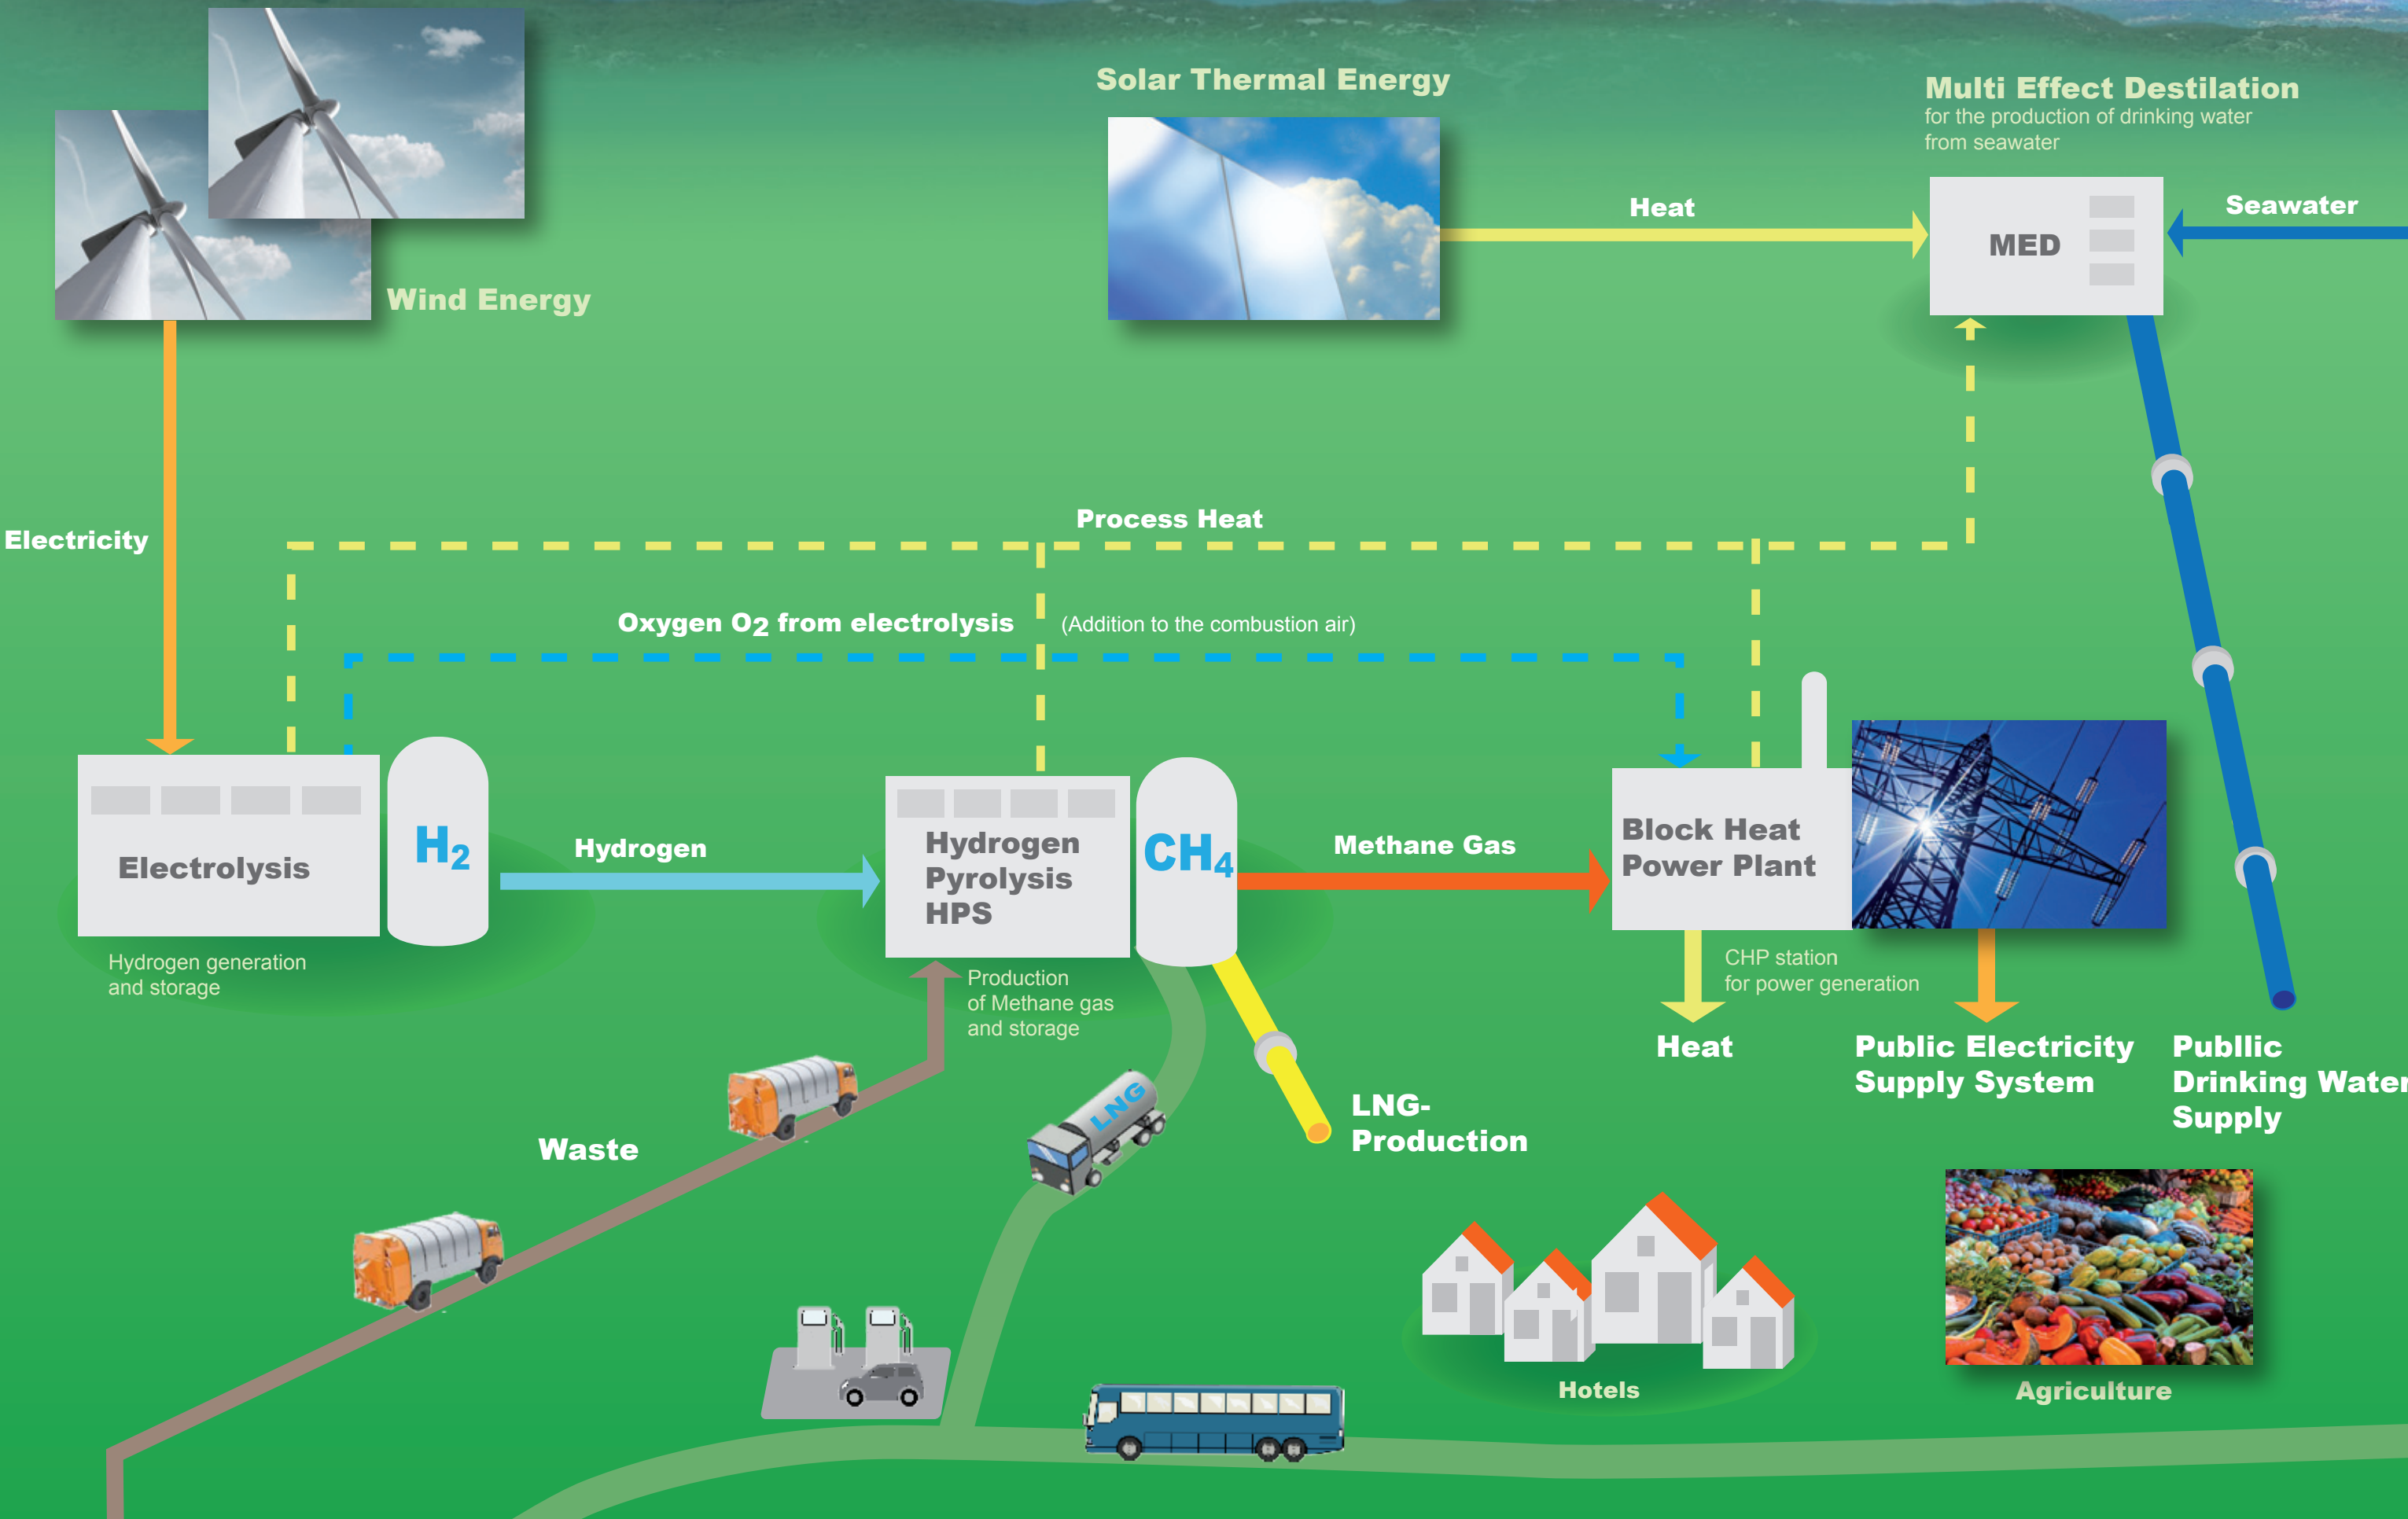 Solar Thermal Energy
Multi Effect Destilation
for the production of drinking water
from seawater
Wind Energy
Heat
MED
Seawater
Electricity
Process Heat
Oxygen O2 from electrolysis (Addition to the combustion air)
Electrolysis
H2
Hydrogen
Hydrogen
Pyrolysis
HPS
CH4
Methane Gas
Block Heat
Power Plant
Hydrogen generation
and storage
Production
of Methane gas
and storage
CHP station
for power generation
Heat
Public Electricity
Supply System
Publlic
Drinking Water
Supply
Waste
LNG
LNG-
Production
Hotels
Agriculture